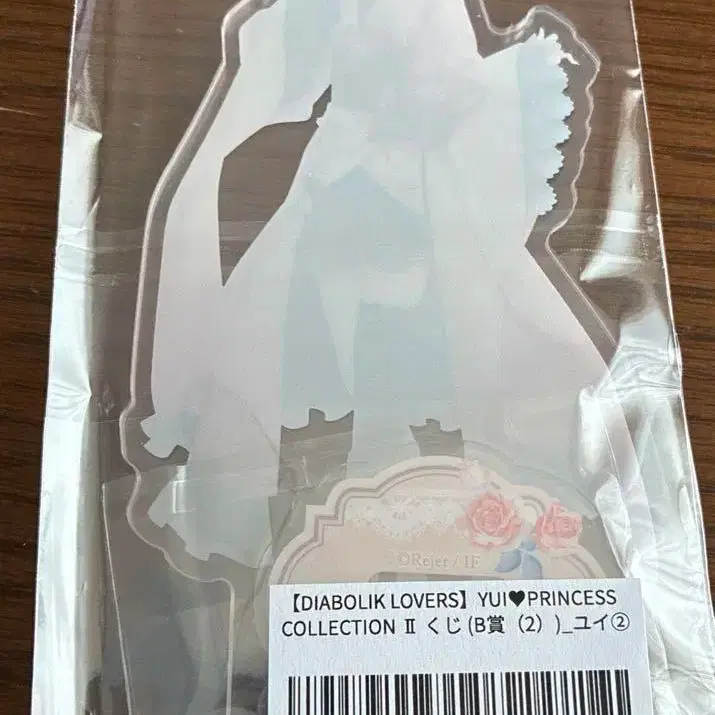 ©Rejet / IF
【DIABOLIK LOVERS】YUI♥PRINCESS
COLLECTION Ⅱ くじ(B賞（2）)_ユイ②